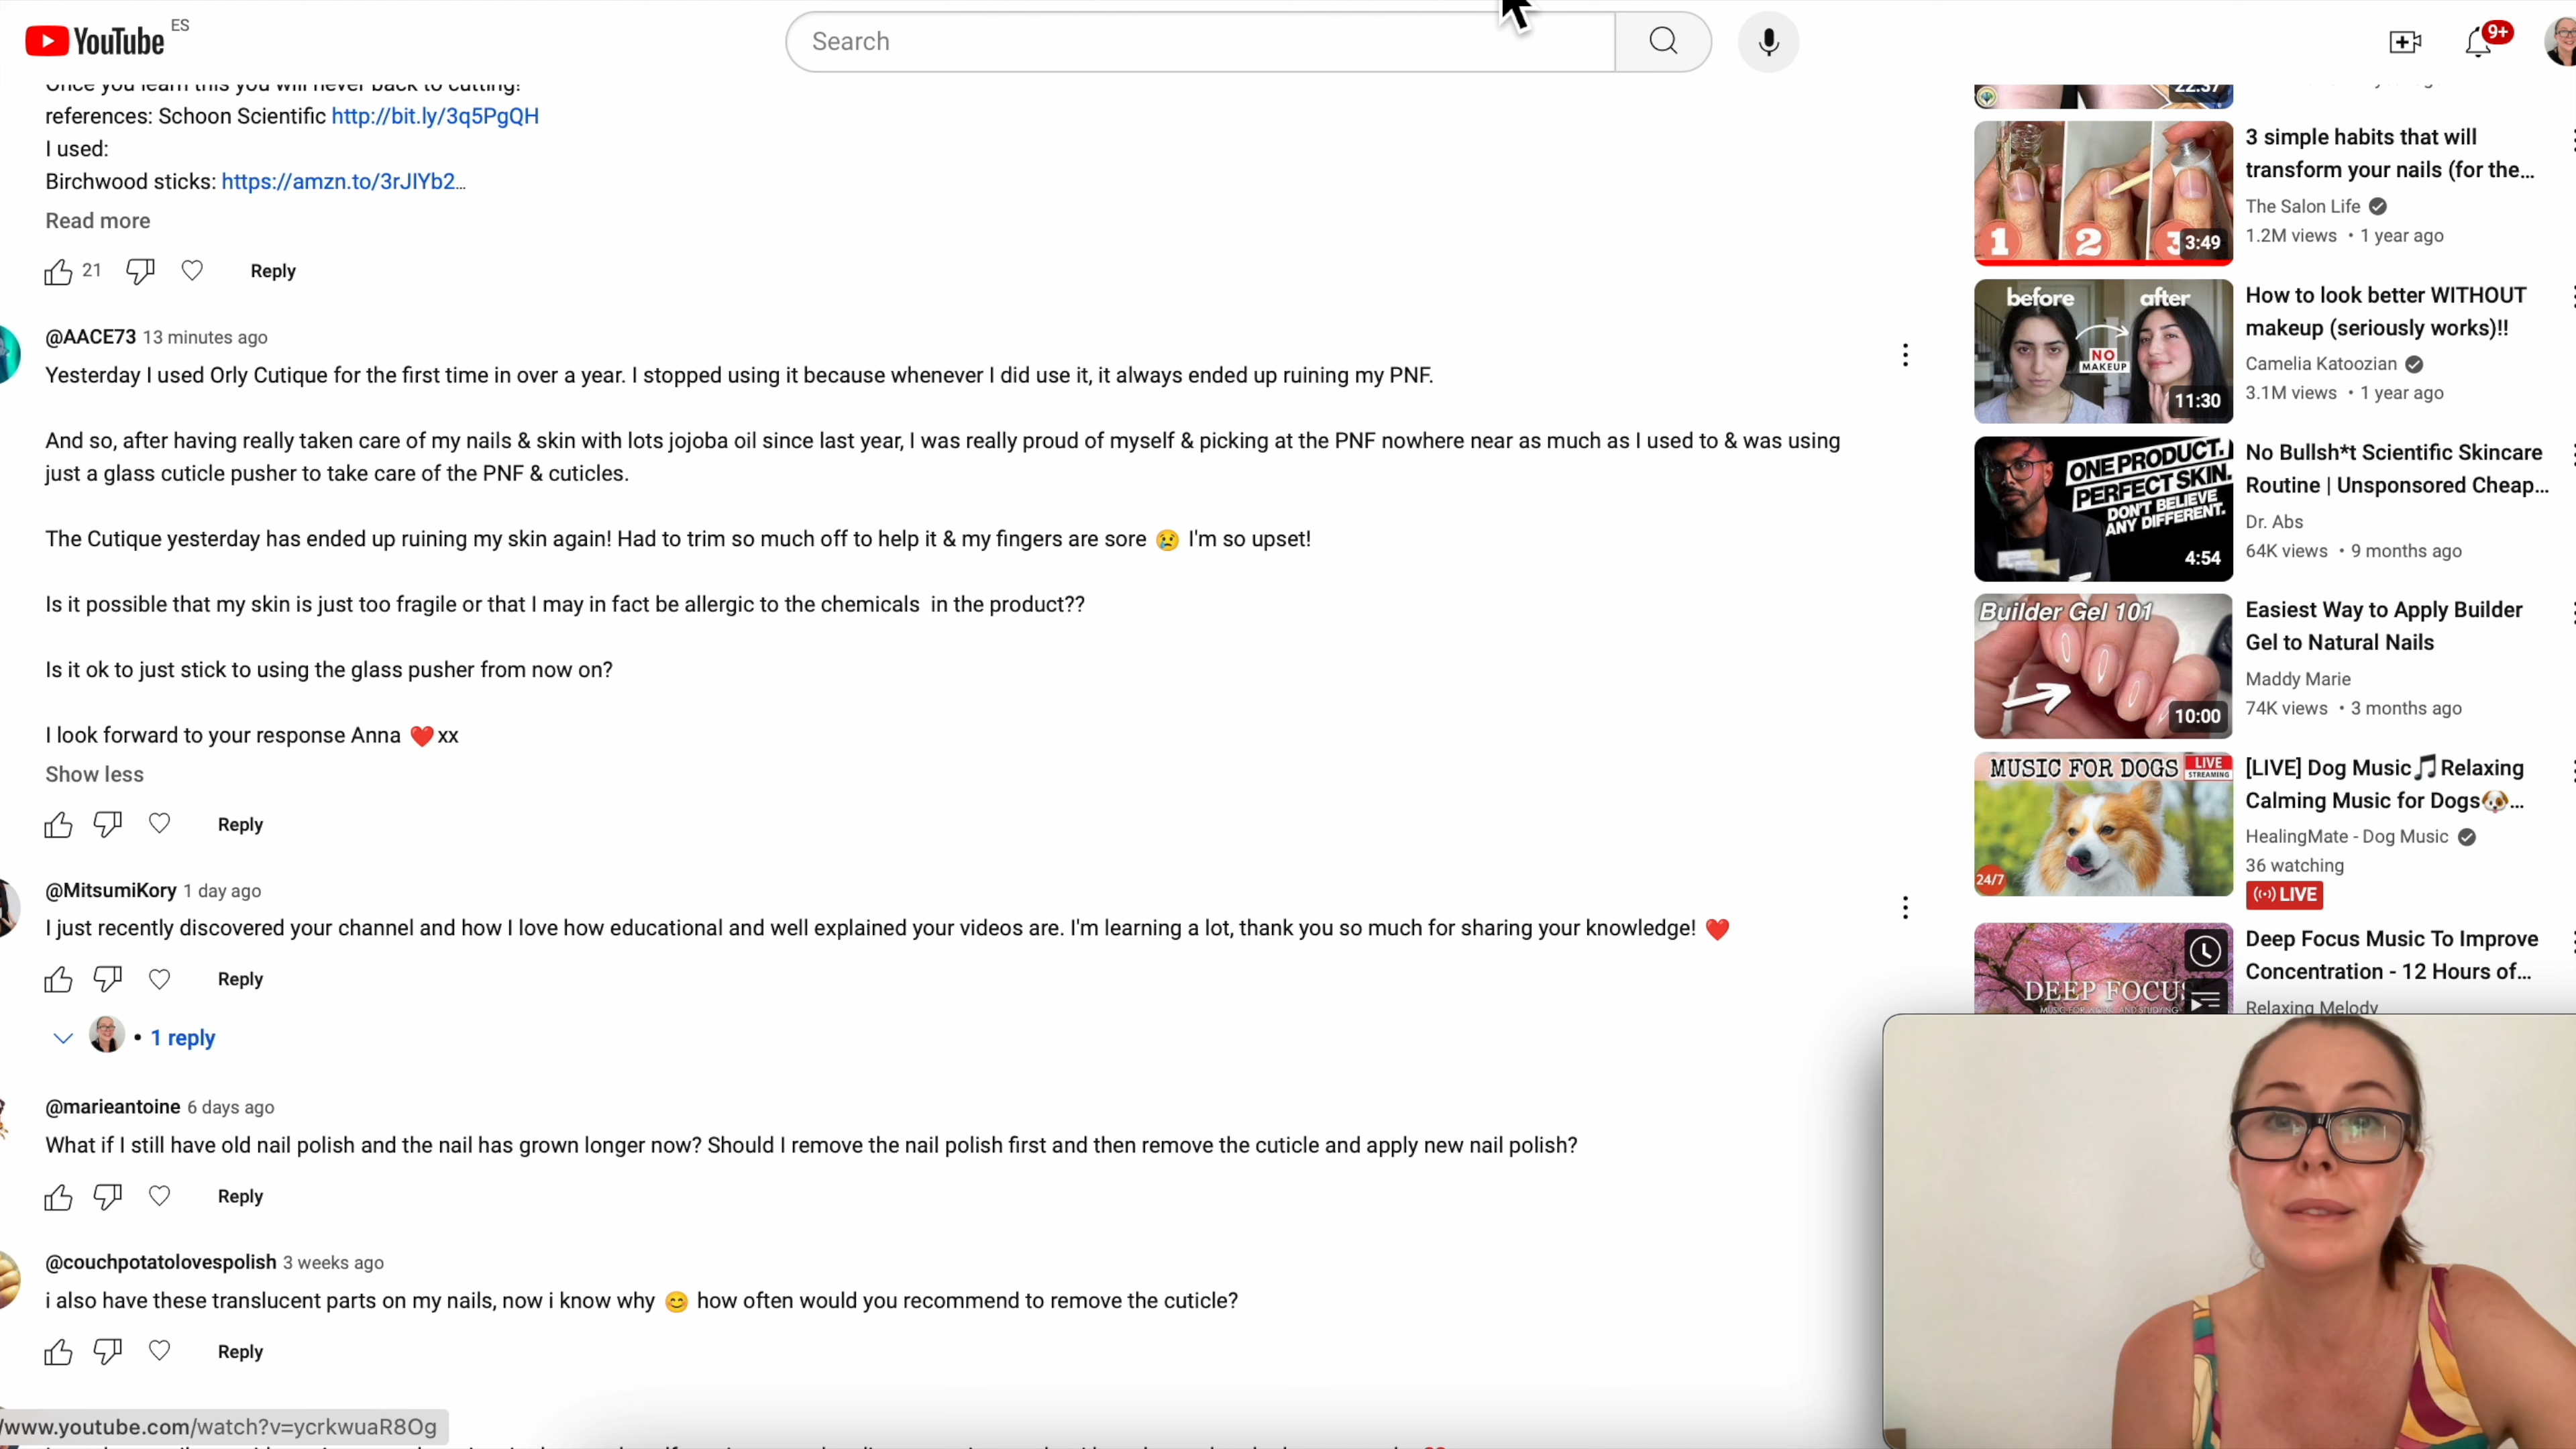 YouTube ES
Search
9+
Once you learn this you will never back to cutting!
references: Schoon Scientific http://bit.ly/3q5PgQH
I used:
Birchwood sticks: https://amzn.to/3rJIYb2...
Read more
21 Reply
@AACE73 13 minutes ago
Yesterday I used Orly Cutique for the first time in over a year. I stopped using it because whenever I did use it, it always ended up ruining my PNF.
And so, after having really taken care of my nails & skin with lots jojoba oil since last year, I was really proud of myself & picking at the PNF nowhere near as much as I used to & was using
just a glass cuticle pusher to take care of the PNF & cuticles.
The Cutique yesterday has ended up ruining my skin again! Had to trim so much off to help it & my fingers are sore 😢 I'm so upset!
Is it possible that my skin is just too fragile or that I may in fact be allergic to the chemicals in the product??
Is it ok to just stick to using the glass pusher from now on?
I look forward to your response Anna ❤️ xx
Show less
Reply
@MitsumiKory 1 day ago
I just recently discovered your channel and how I love how educational and well explained your videos are. I'm learning a lot, thank you so much for sharing your knowledge! ❤️
Reply
• 1 reply
@marieantoine 6 days ago
What if I still have old nail polish and the nail has grown longer now? Should I remove the nail polish first and then remove the cuticle and apply new nail polish?
Reply
@couchpotatolovespolish 3 weeks ago
i also have these translucent parts on my nails, now i know why 😊 how often would you recommend to remove the cuticle?
Reply
/www.youtube.com/watch?v=ycrkwuaR8Og
22:37
1 2 3 3:49
3 simple habits that will
transform your nails (for the...
The Salon Life
1.2M views • 1 year ago
before after
NO
MAKEUP
11:30
How to look better WITHOUT
makeup (seriously works)!!
Camelia Katoozian
3.1M views • 1 year ago
ONE PRODUCT.
PERFECT SKIN.
DON'T BELIEVE
ANY DIFFERENT.
4:54
No Bullsh*t Scientific Skincare
Routine | Unsponsored Cheap...
Dr. Abs
64K views • 9 months ago
Builder Gel 101
10:00
Easiest Way to Apply Builder
Gel to Natural Nails
Maddy Marie
74K views • 3 months ago
MUSIC FOR DOGS LIVE
STREAMING
24/7
[LIVE] Dog Music🎵Relaxing
Calming Music for Dogs🐶...
HealingMate - Dog Music
36 watching
LIVE
DEEP FOCUS
Deep Focus Music To Improve
Concentration - 12 Hours of...
Relaxing Melody